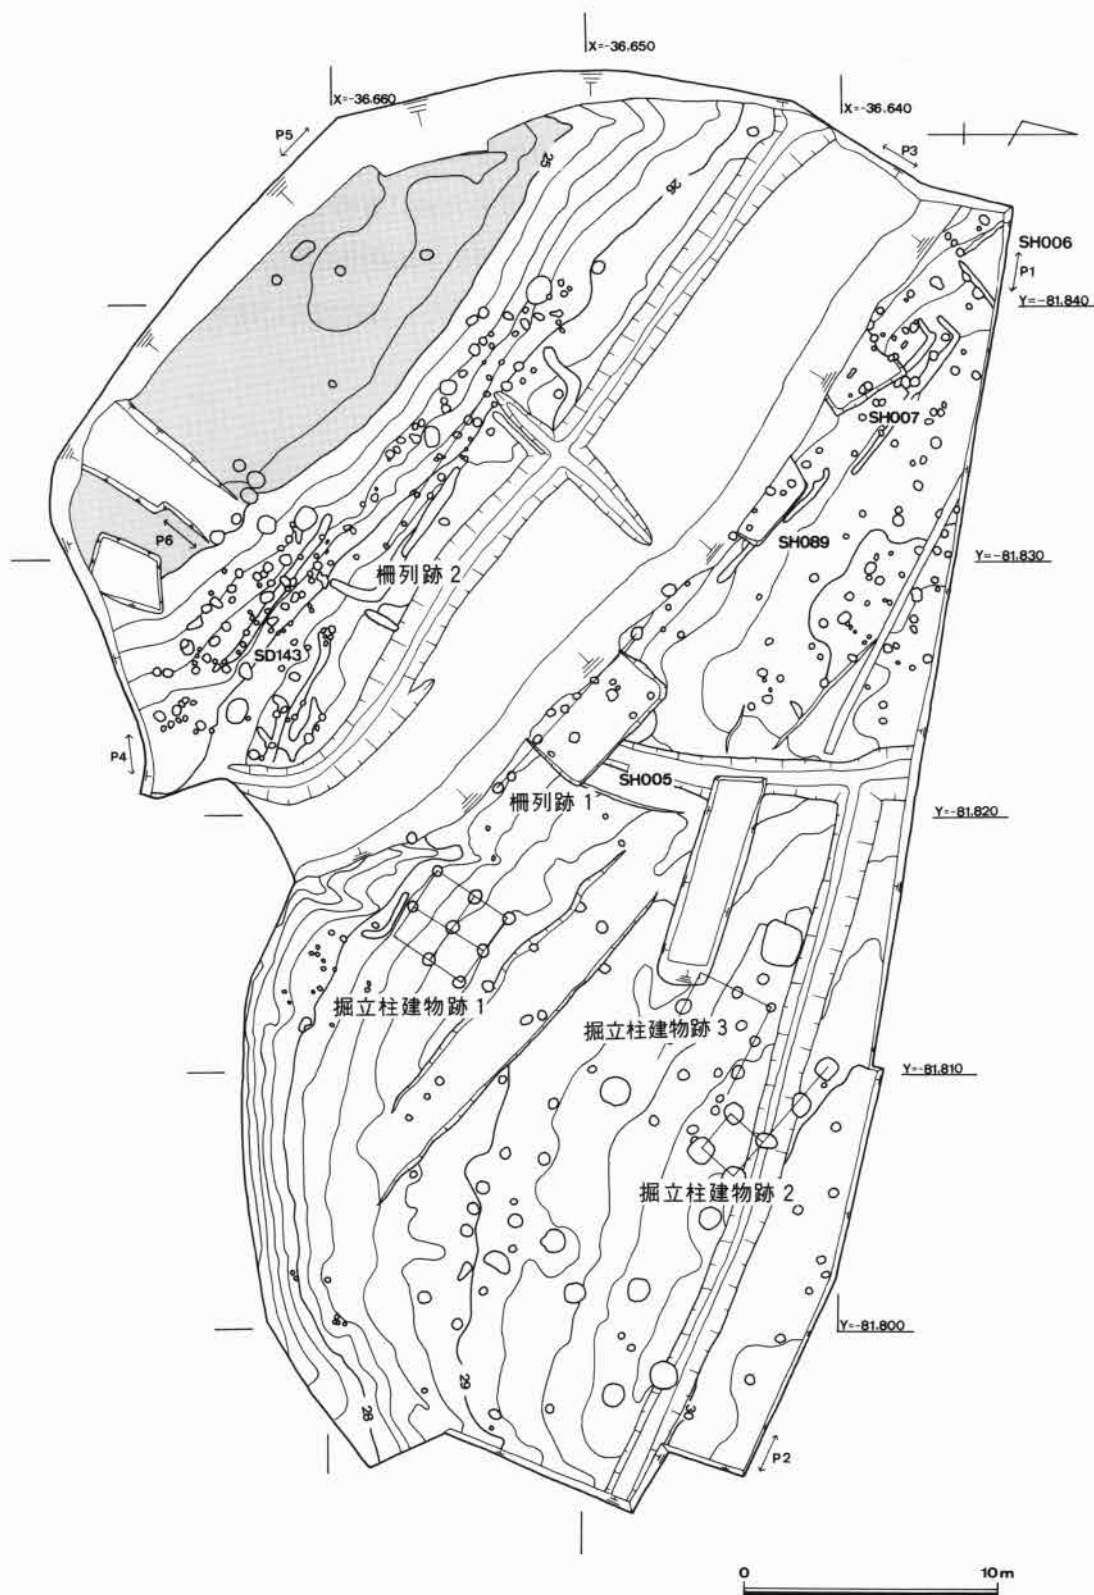 X=-36.650
X=-36.660
X=-36.640
P5
P3
25
26
SH006
P1
Y=-81.840
SH007
SH089
Y=-81.830
P6
柵列跡2
SD143
P4
SH005
柵列跡1
Y=-81.820
掘立柱建物跡1
掘立柱建物跡3
Y=-81.810
掘立柱建物跡2
Y=-81.800
29
28
30
P2
0 10m